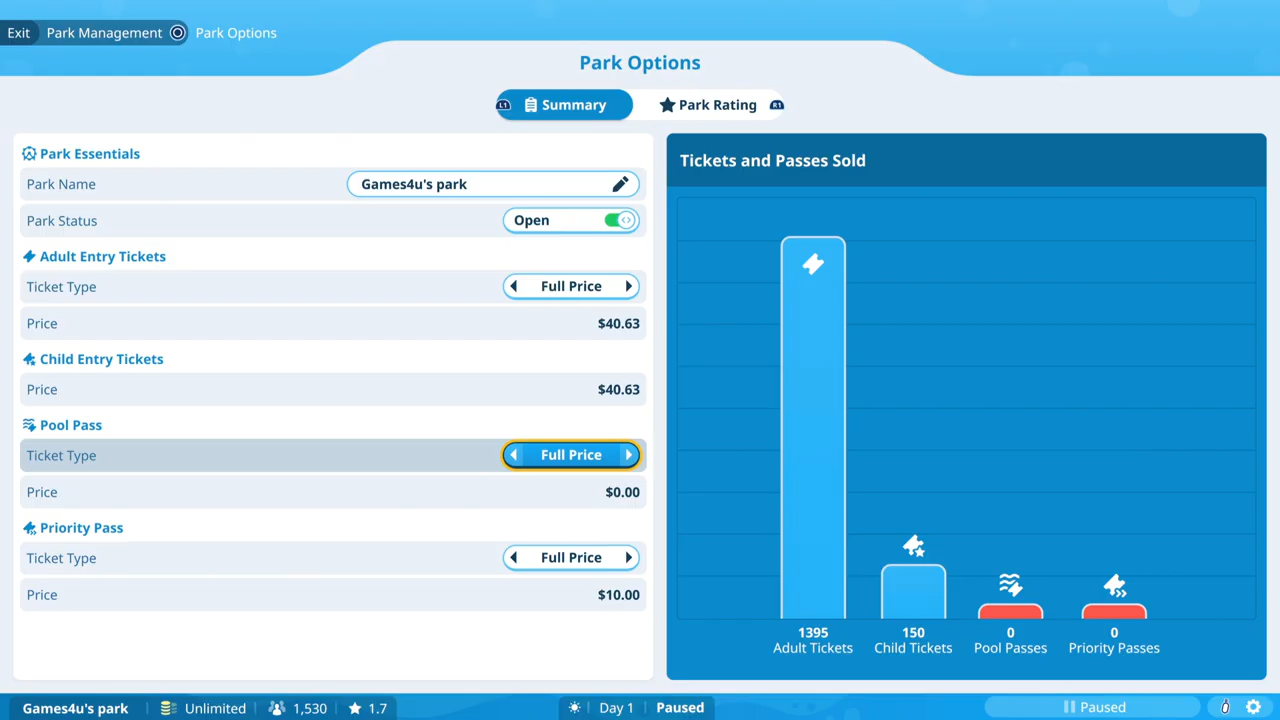 Exit Park Management Park Options
Park Options
L1 Summary Park Rating R1
Park Essentials
Park Name Games4u's park
Park Status Open
Adult Entry Tickets
Ticket Type Full Price
Price $40.63
Child Entry Tickets
Price $40.63
Pool Pass
Ticket Type Full Price
Price $0.00
Priority Pass
Ticket Type Full Price
Price $10.00
Tickets and Passes Sold
1395 150 0 0
Adult Tickets Child Tickets Pool Passes Priority Passes
Games4u's park Unlimited 1,530 1.7 Day 1 Paused Paused